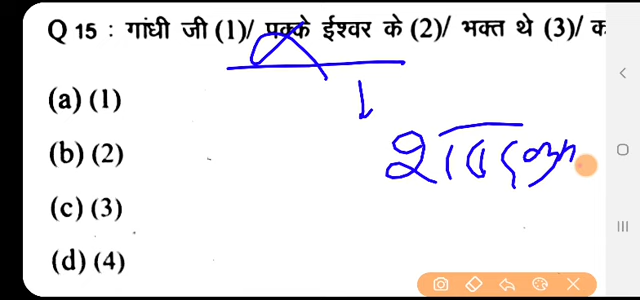 Q 15 : गांधी जी (1)/ पक्के ईश्वर के (2)/ भक्त थे (3)/ क
(a) (1)
(b) (2)
(c) (3)
(d) (4)